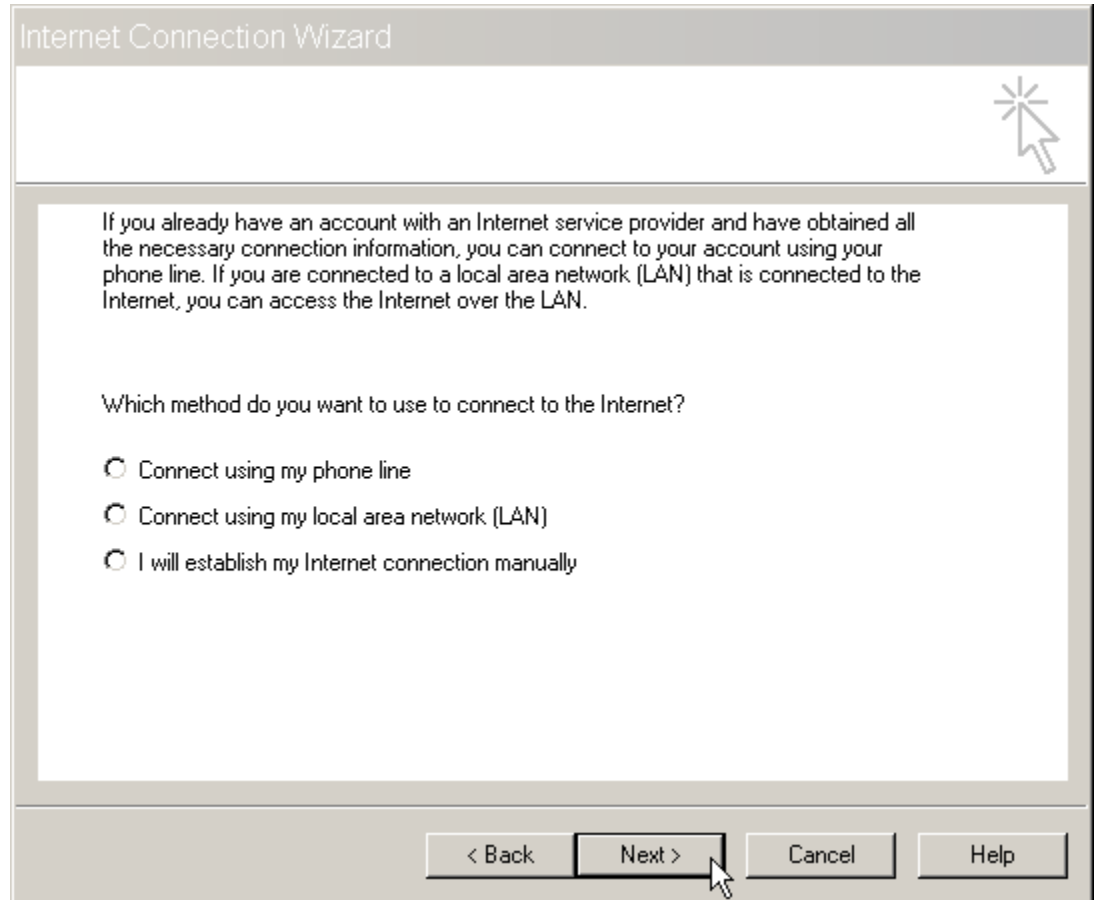 Internet Connection Wizard
If you already have an account with an Internet service provider and have obtained all
the necessary connection information, you can connect to your account using your
phone line. If you are connected to a local area network (LAN) that is connected to the
Internet, you can access the Internet over the LAN.
Which method do you want to use to connect to the Internet?
Connect using my phone line
Connect using my local area network (LAN)
I will establish my Internet connection manually
< Back Next > Cancel Help